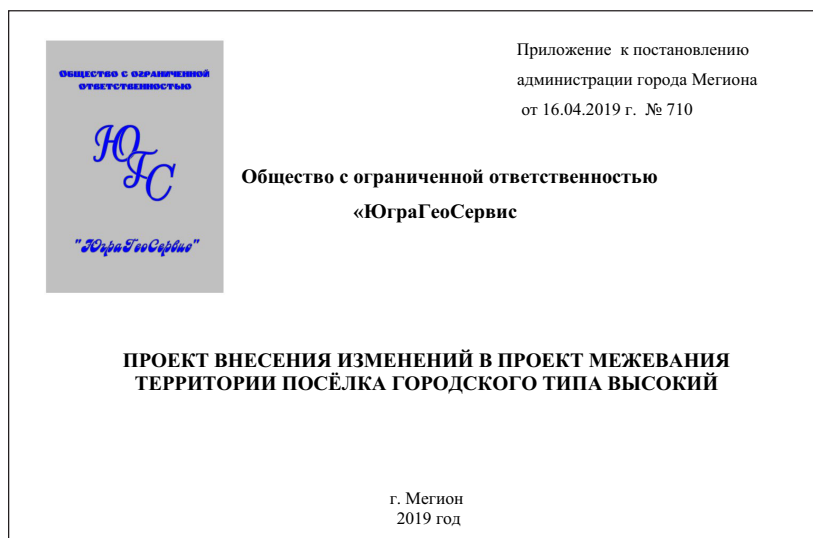 ОБЩЕСТВО С ОГРАНИЧЕННОЙ
ОТВЕТСТВЕННОСТЬЮ
ЮГС
"ЮграГеоСервис"
Приложение к постановлению
администрации города Мегиона
от 16.04.2019 г. № 710
Общество с ограниченной ответственностью
«ЮграГеоСервис
ПРОЕКТ ВНЕСЕНИЯ ИЗМЕНЕНИЙ В ПРОЕКТ МЕЖЕВАНИЯ
ТЕРРИТОРИИ ПОСЁЛКА ГОРОДСКОГО ТИПА ВЫСОКИЙ
г. Мегион
2019 год